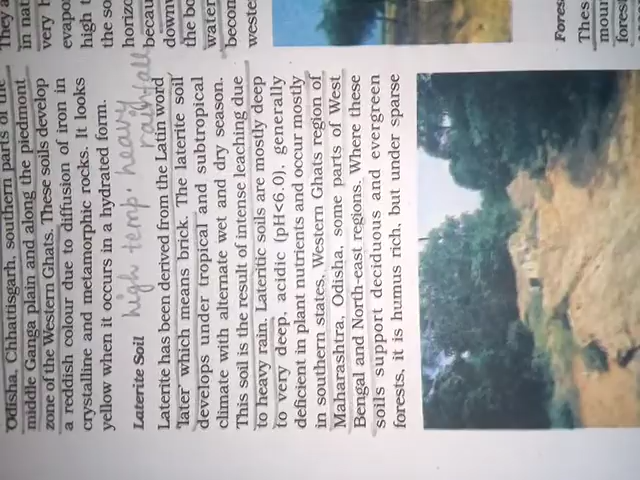 Odisha, Chhattisgarh, southern parts of the
middle Ganga plain and along the piedmont
zone of the Western Ghats. These soils develop
a reddish colour due to diffusion of iron in
crystalline and metamorphic rocks. It looks
yellow when it occurs in a hydrated form.
high temp. heavy
rainfall
Laterite Soil
Laterite has been derived from the Latin word
'later' which means brick. The laterite soil
develops under tropical and subtropical
climate with alternate wet and dry season.
This soil is the result of intense leaching due
to heavy rain. Lateritic soils are mostly deep
to very deep, acidic (pH<6.0), generally
deficient in plant nutrients and occur mostly
in southern states, Western Ghats region of
Maharashtra, Odisha, some parts of West
Bengal and North-east regions. Where these
soils support deciduous and evergreen
forests, it is humus rich, but under sparse
They a
in nat
very
evapor
high
the so
horizo
becau
down
the bo
water
becon
weste
Fores
Thes
mour
forest